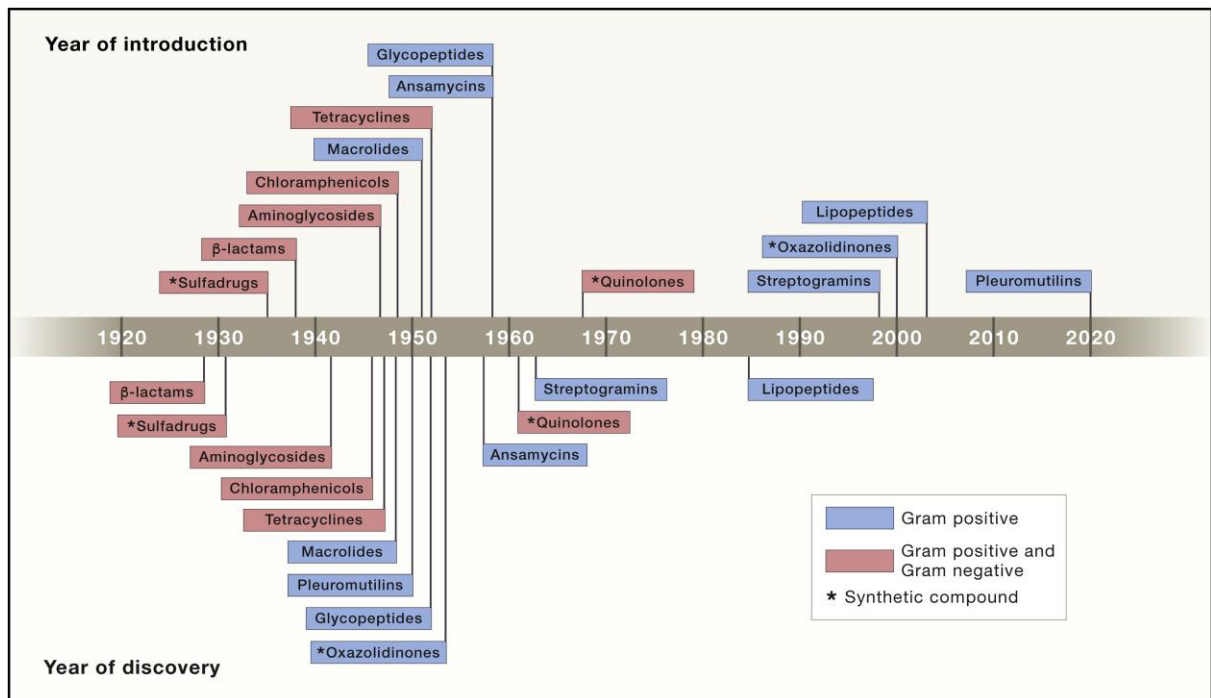 Year of introduction
Glycopeptides
Ansamycins
Tetracyclines
Macrolides
Chloramphenicols
Aminoglycosides
Lipopeptides
β-lactams
*Oxazolidinones
*Sulfadrugs
*Quinolones
Streptogramins
Pleuromutilins
1920 1930 1940 1950 1960 1970 1980 1990 2000 2010 2020
β-lactams
Streptogramins
Lipopeptides
*Sulfadrugs
*Quinolones
Aminoglycosides
Ansamycins
Chloramphenicols
Tetracyclines
Macrolides
Pleuromutilins
Glycopeptides
*Oxazolidinones
Year of discovery
Gram positive
Gram positive and
Gram negative
* Synthetic compound